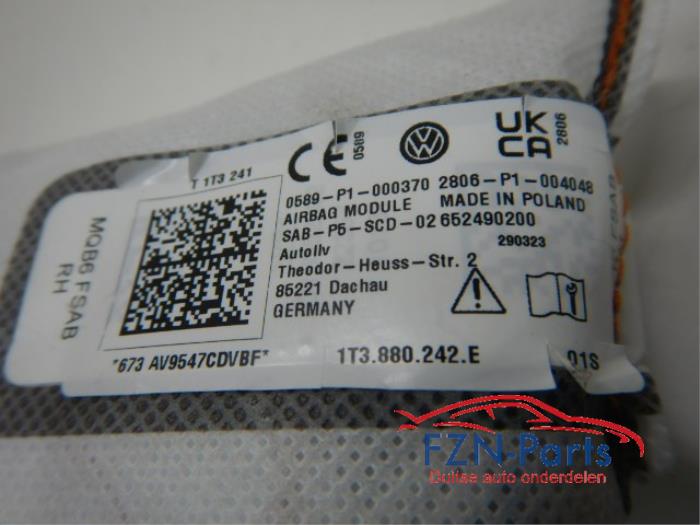 T 1T3 241
MQB6 FSAB
RH
CE 0589
VW
UK
CA 2806
0589-P1-000370 2806-P1-004048
AIRBAG MODULE MADE IN POLAND
SAB-P5-SCD-02 652490200
Autoliv 290323
Theodor-Heuss-Str. 2
85221 Dachau
GERMANY
*673 AV9547CDVBF*
1T3.880.242.E
01S
FZN-Parts
Duitse auto onderdelen